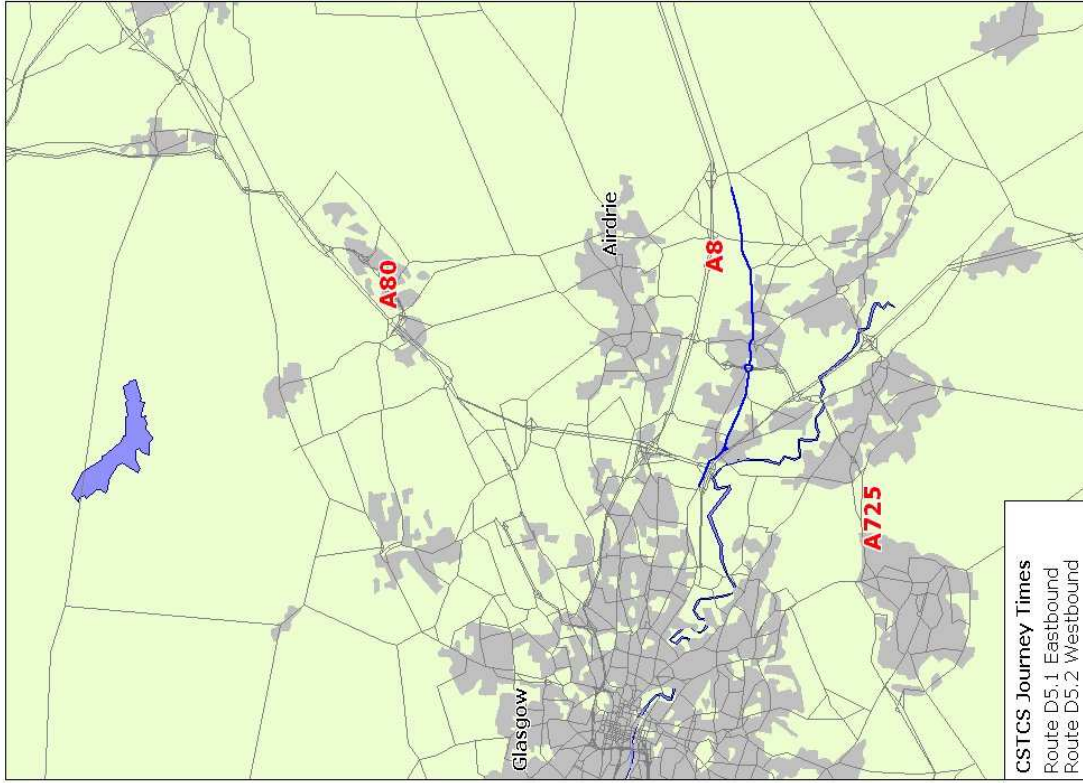 A80
Airdrie
A8
Glasgow
A725
CSTCS Journey Times
Route D5.1 Eastbound
Route D5.2 Westbound